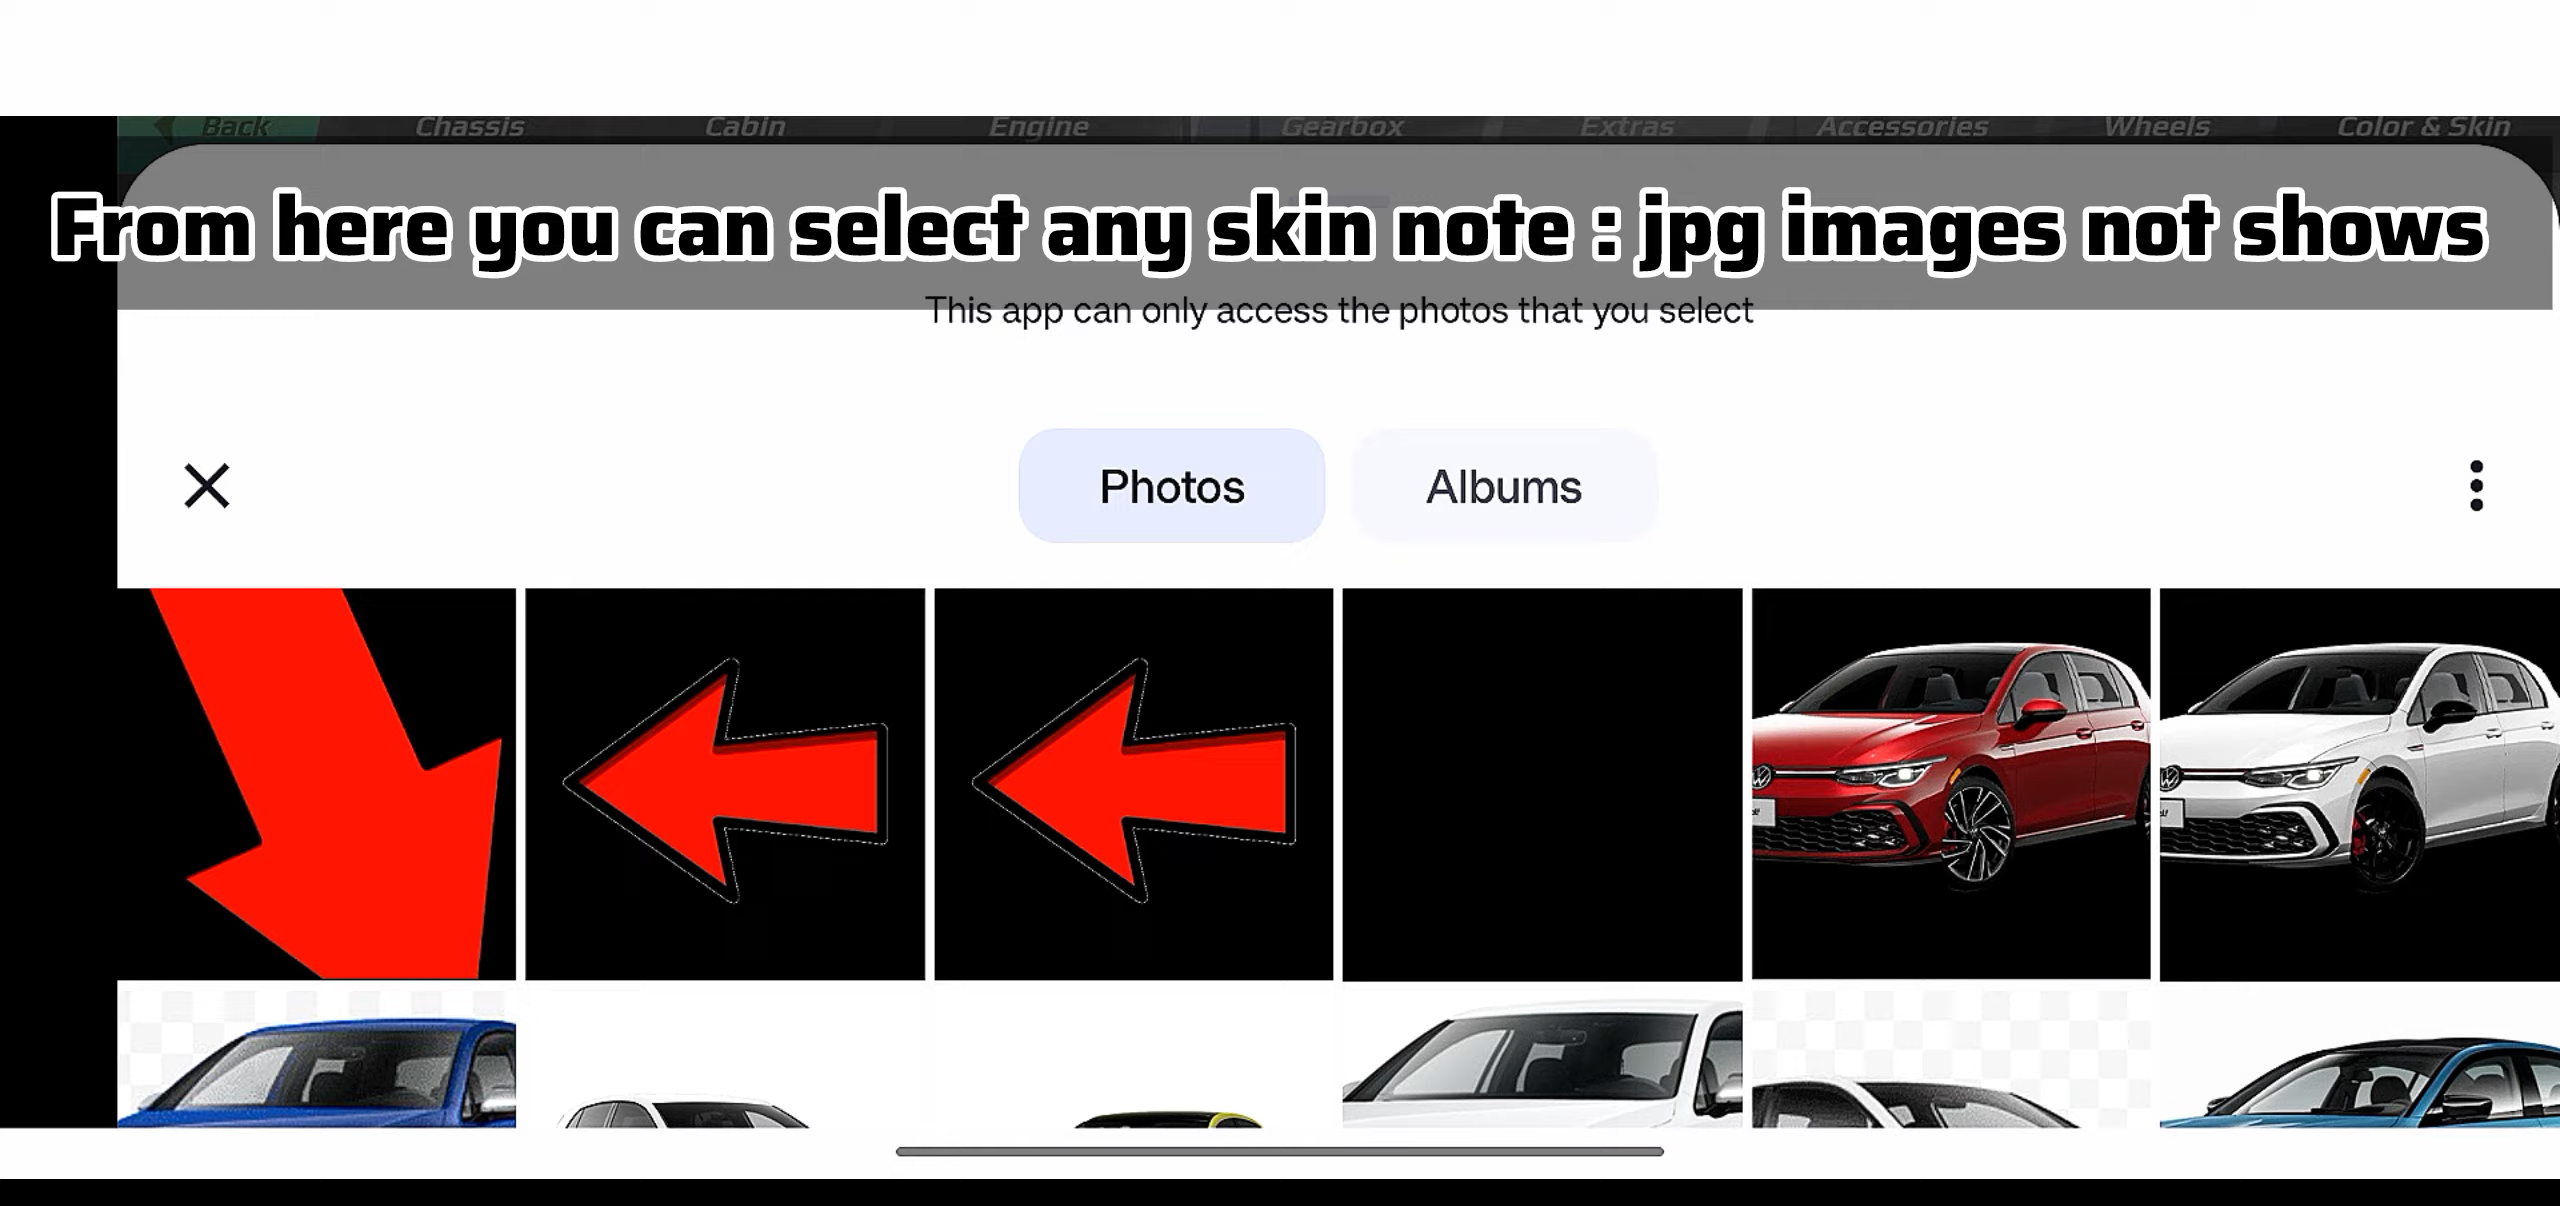 Back Chassis Cabin Engine Gearbox Extras Accessories Wheels Color & Skin
From here you can select any skin note : jpg images not shows
This app can only access the photos that you select
Photos Albums